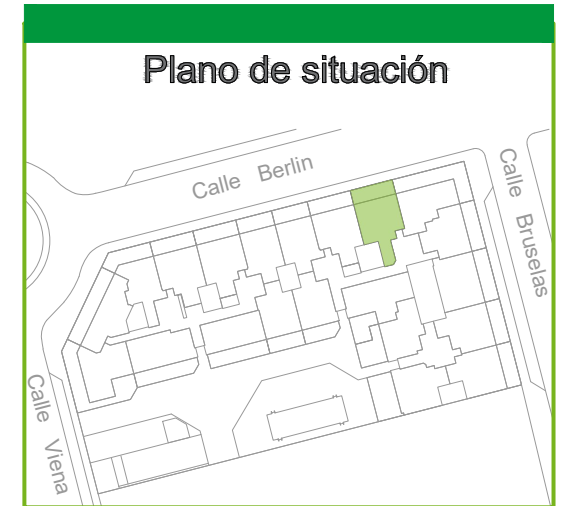 Plano de situación
Calle Berlin
Calle Bruselas
Calle Viena